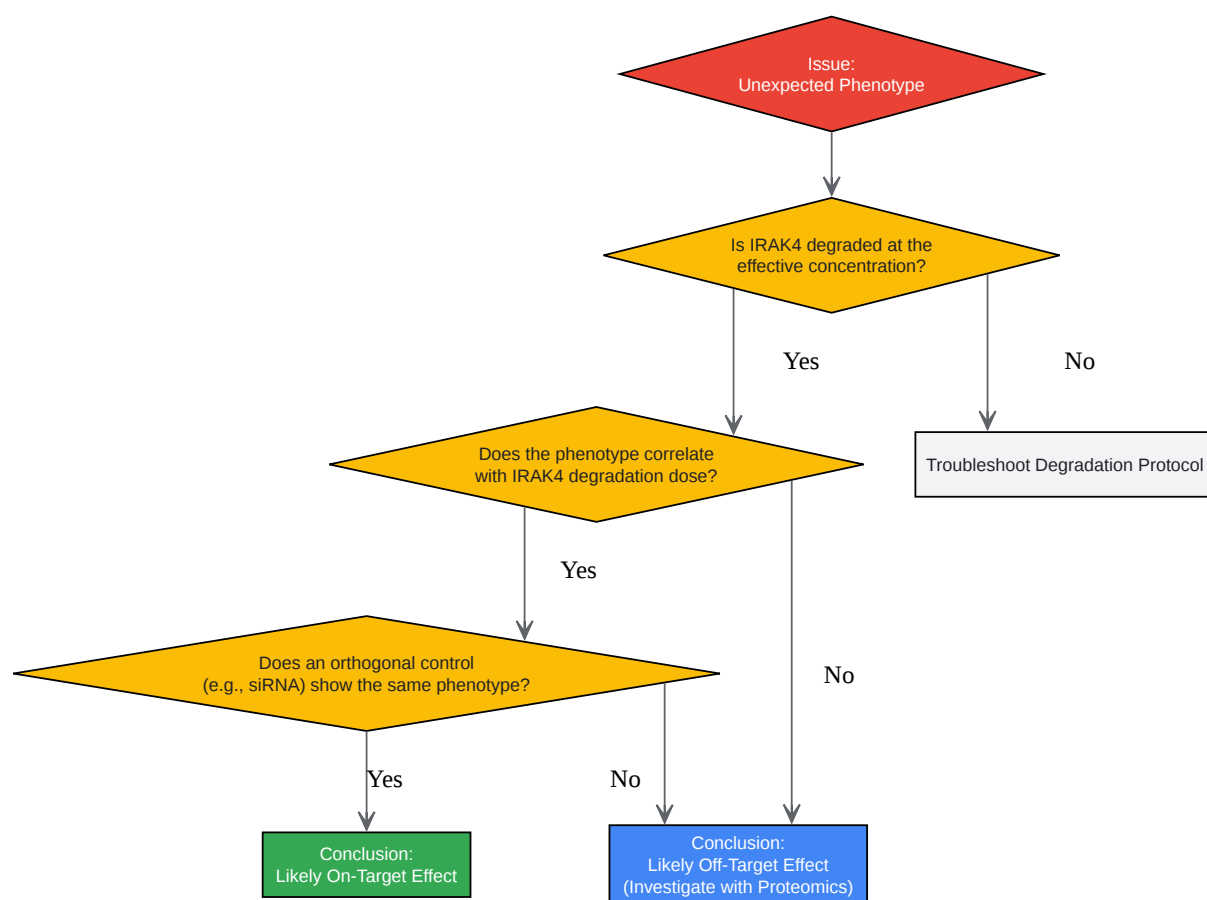 Issue:
Unexpected Phenotype
Is IRAK4 degraded at the
effective concentration?
Yes
No
Does the phenotype correlate
with IRAK4 degradation dose?
Troubleshoot Degradation Protocol
Yes
No
Does an orthogonal control
(e.g., siRNA) show the same phenotype?
Yes
No
Conclusion:
Likely On-Target Effect
Conclusion:
Likely Off-Target Effect
(Investigate with Proteomics)